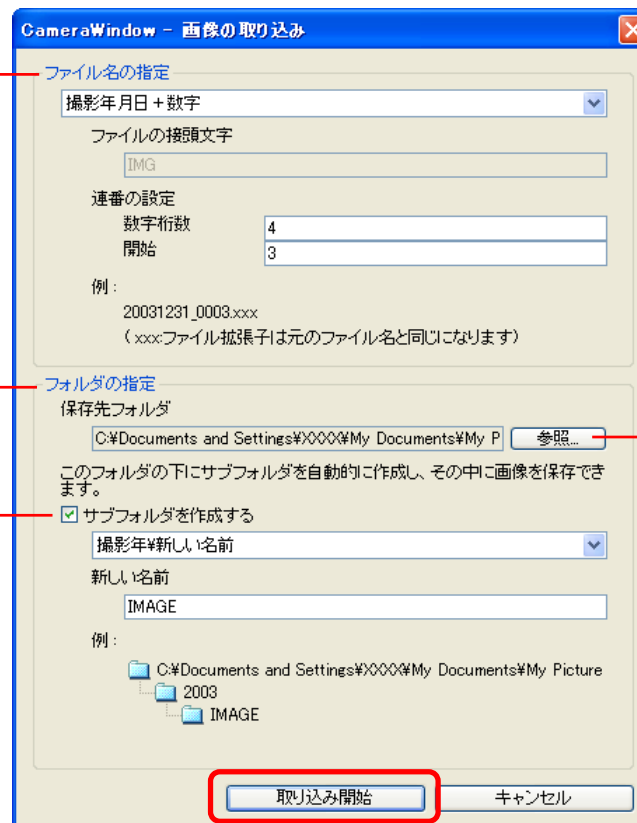 CameraWindow - 画像の取り込み
ファイル名の指定
撮影年月日+数字
ファイルの接頭文字
IMG
連番の設定
数字桁数 4
開始 3
例:
20031231_0003.xxx
( xxx:ファイル拡張子は元のファイル名と同じになります)
フォルダの指定
保存先フォルダ
C:¥Documents and Settings¥XXXX¥My Documents¥My P 参照...
このフォルダの下にサブフォルダを自動的に作成し、その中に画像を保存でき
ます。
サブフォルダを作成する
撮影年¥新しい名前
新しい名前
IMAGE
例:
C:¥Documents and Settings¥XXXX¥My Documents¥My Picture
2003
IMAGE
取り込み開始 キャンセル